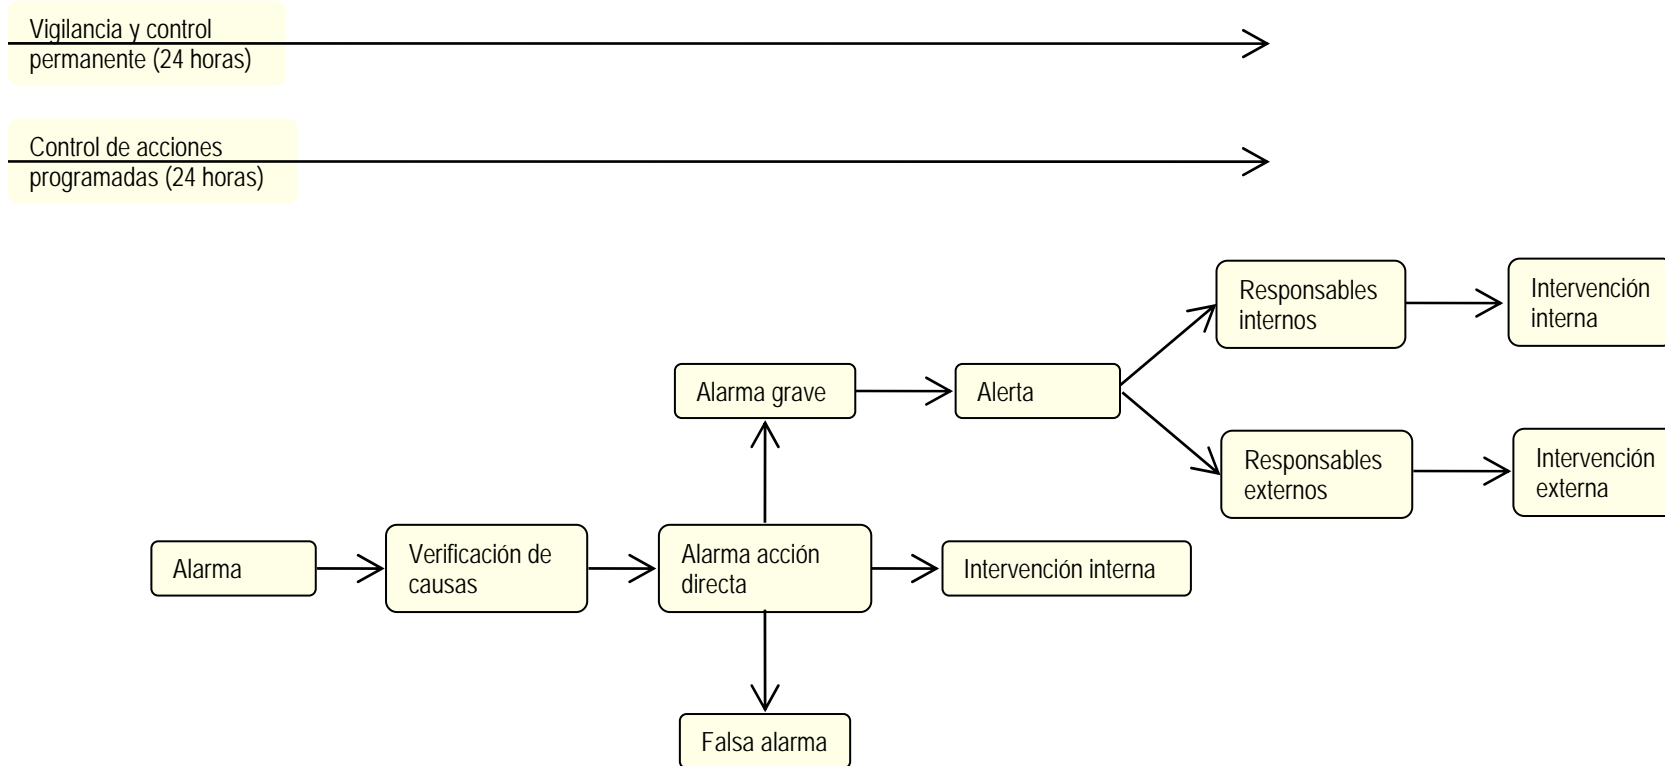 Vigilancia y control
permanente (24 horas)
Control de acciones
programadas (24 horas)
Responsables
internos
Intervención
interna
Alarma grave
Alerta
Responsables
externos
Intervención
externa
Alarma
Verificación de
causas
Alarma acción
directa
Intervención interna
Falsa alarma